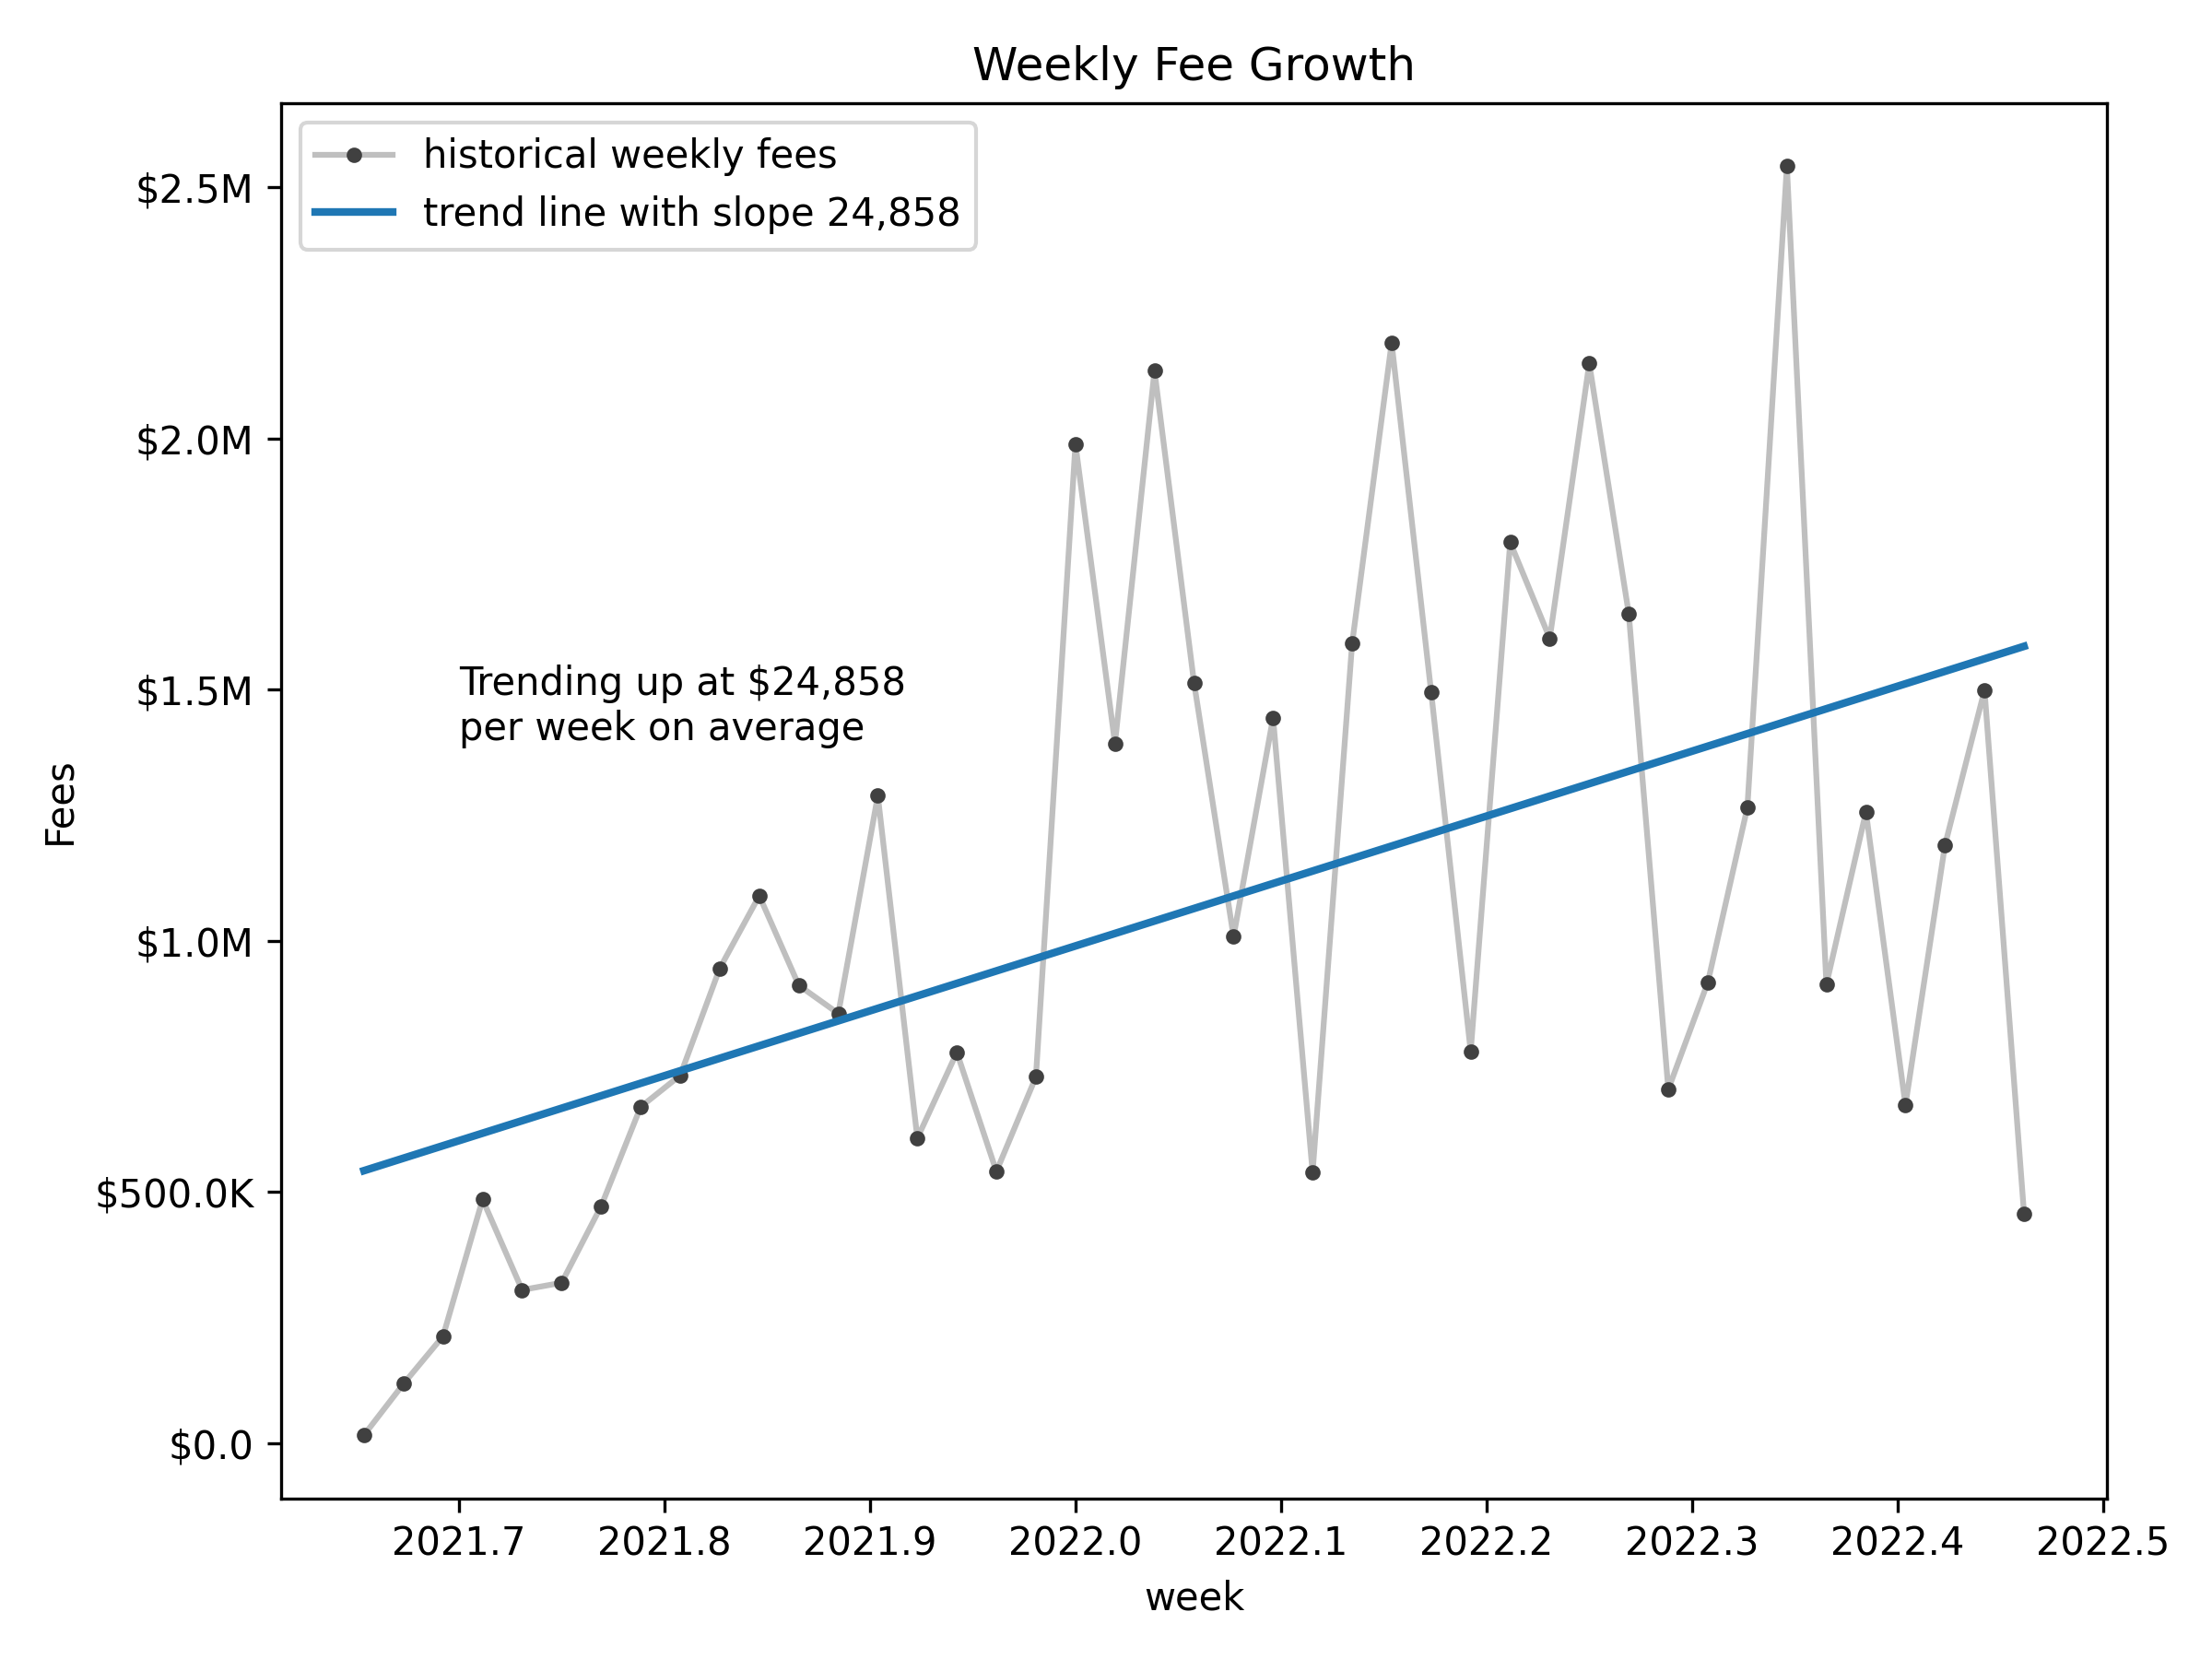 Weekly Fee Growth
historical weekly fees
trend line with slope 24,858
$2.5M
$2.0M
$1.5M
$1.0M
$500.0K
$0.0
Fees
Trending up at $24,858
per week on average
2021.7 2021.8 2021.9 2022.0 2022.1 2022.2 2022.3 2022.4 2022.5
week